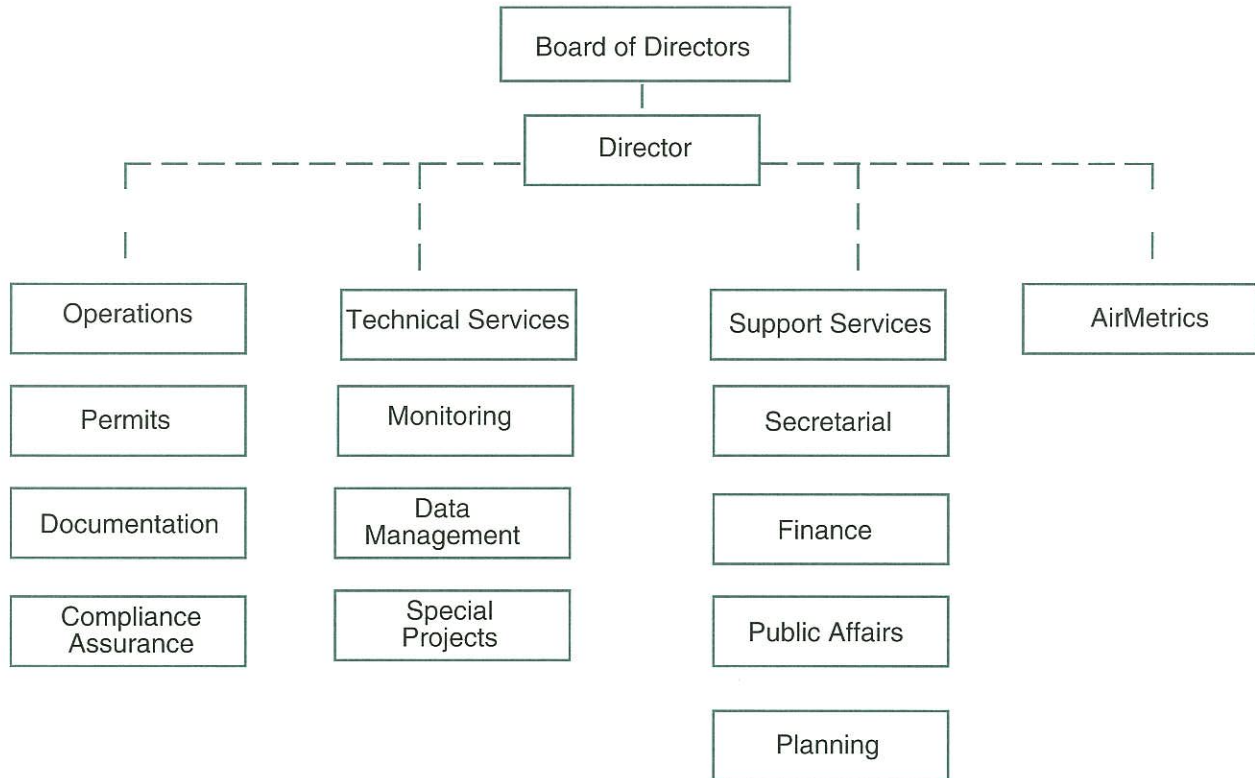 Board of Directors
Director
Operations
Technical Services
Support Services
AirMetrics
Permits
Monitoring
Secretarial
Documentation
Data
Management
Finance
Compliance
Assurance
Special
Projects
Public Affairs
Planning